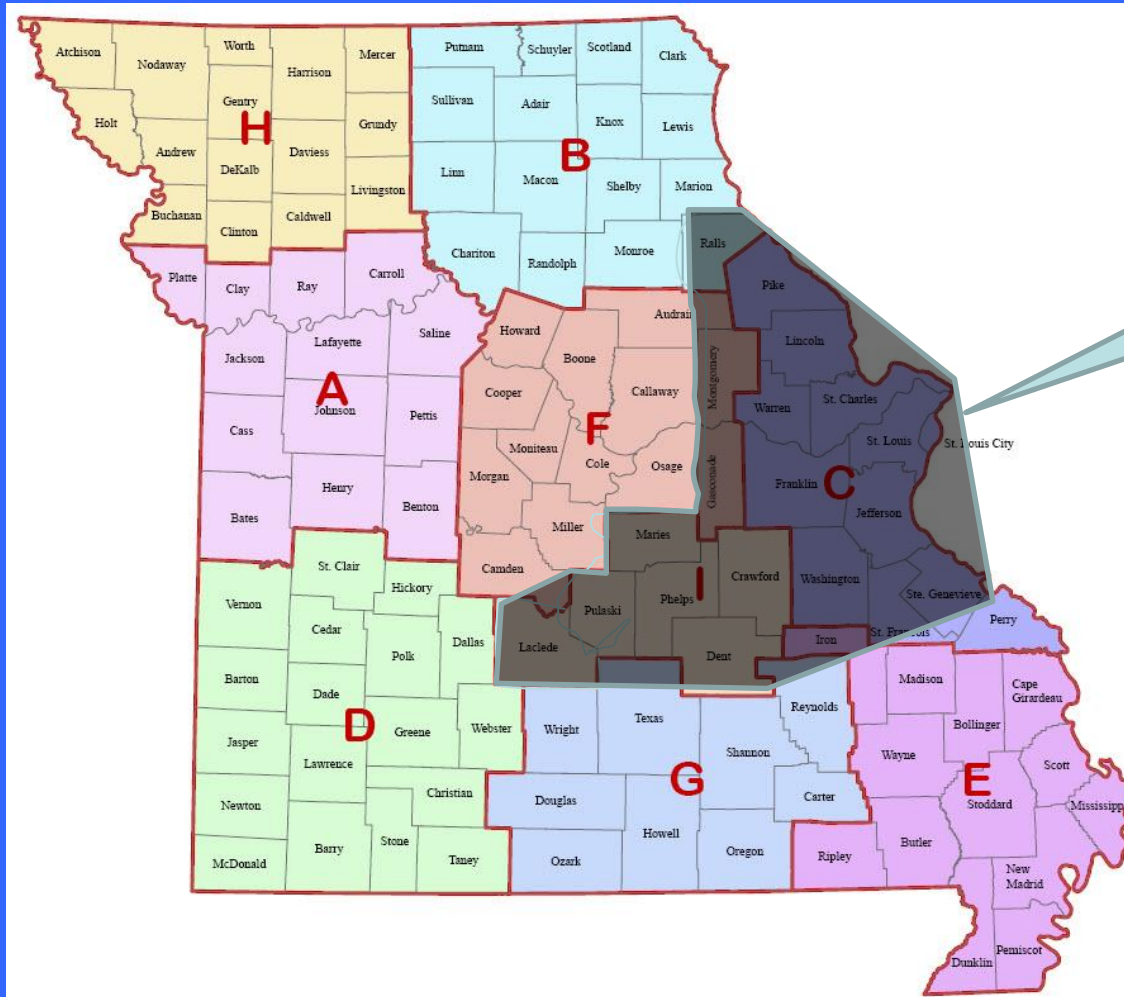 Atchison
Nodaway
Worth
Harrison
Mercer
Putnam
Schuyler
Scotland
Clark
Holt
Gentry
Sullivan
Adair
Knox
Lewis
H
Grundy
Andrew
Daviess
B
DeKalb
Linn
Macon
Shelby
Marion
Livingston
Buchanan
Clinton
Caldwell
Chariton
Randolph
Monroe
Ralls
Platte
Clay
Ray
Carroll
Pike
Howard
Audrain
Saline
Jackson
Lafayette
Boone
Lincoln
Montgomery
A
Johnson
Cooper
Callaway
Warren
St. Charles
Cass
Pettis
F
Moniteau
St. Louis
St. Louis City
Morgan
Cole
Osage
Gasconade
Franklin
C
Henry
Bates
Benton
Miller
Jefferson
Maries
St. Clair
Camden
Hickory
Vernon
Pulaski
Phelps
I
Crawford
Washington
Ste. Genevieve
Cedar
Dallas
Perry
Polk
Laclede
Dent
Iron
St. Francois
Barton
Dade
Madison
Cape
Girardeau
D
Greene
Webster
Wright
Texas
Reynolds
Bollinger
Jasper
Lawrence
Shannon
Wayne
Scott
G
E
Newton
Christian
Douglas
Carter
Stoddard
Mississipp
Howell
McDonald
Barry
Stone
Taney
Ozark
Oregon
Ripley
Butler
New
Madrid
Pemiscot
Dunklin